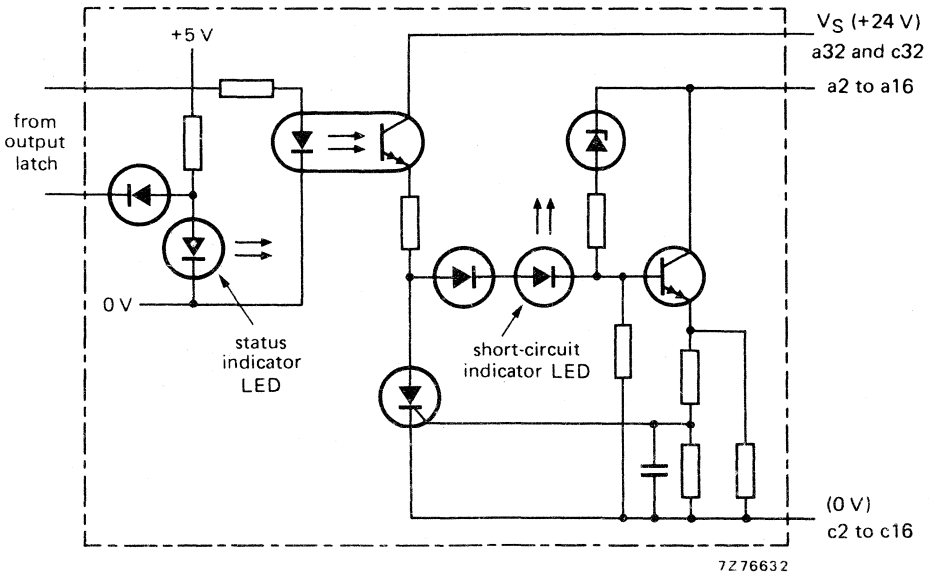 +5 V
V_S (+24 V)
a32 and c32
a2 to a16
from
output
latch
0 V
status
indicator
LED
short-circuit
indicator LED
(0 V)
c2 to c16
7Z76632